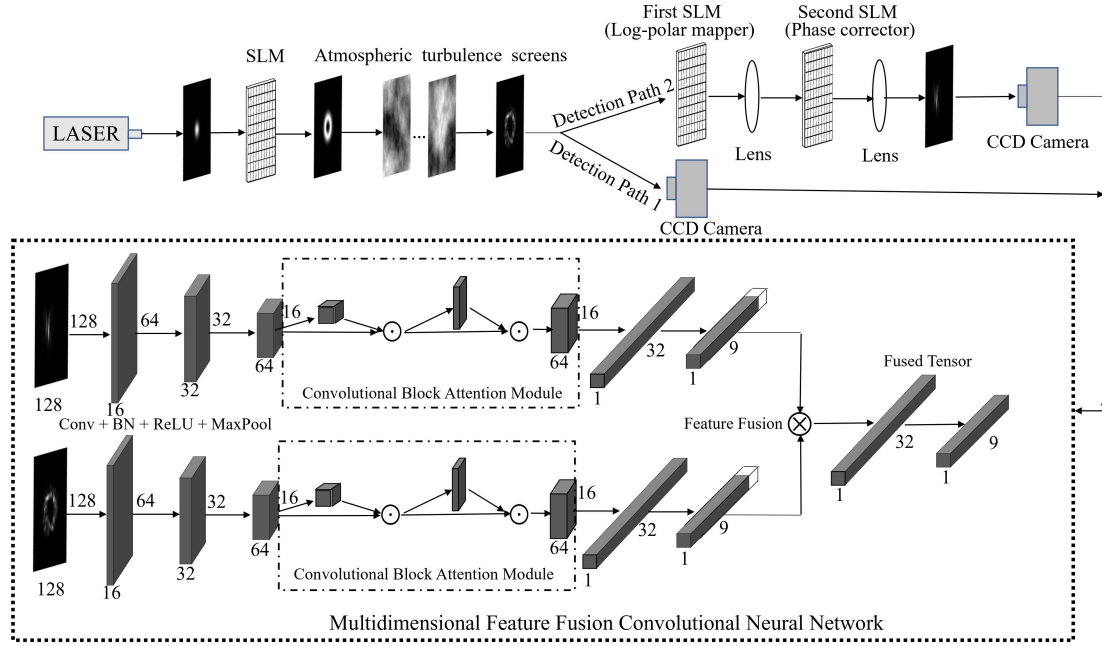 First SLM
(Log-polar mapper)
Second SLM
(Phase corrector)
SLM
Atmospheric turbulence screens
LASER
...
Detection Path 2
Detection Path 1
Lens
Lens
CCD Camera
CCD Camera
128
128
16
64
32
32
64
16
Convolutional Block Attention Module
64
16
1
32
1
9
Conv + BN + ReLU + MaxPool
128
128
16
64
32
32
64
16
Convolutional Block Attention Module
64
16
1
32
1
9
Feature Fusion
Fused Tensor
1
32
1
9
Multidimensional Feature Fusion Convolutional Neural Network